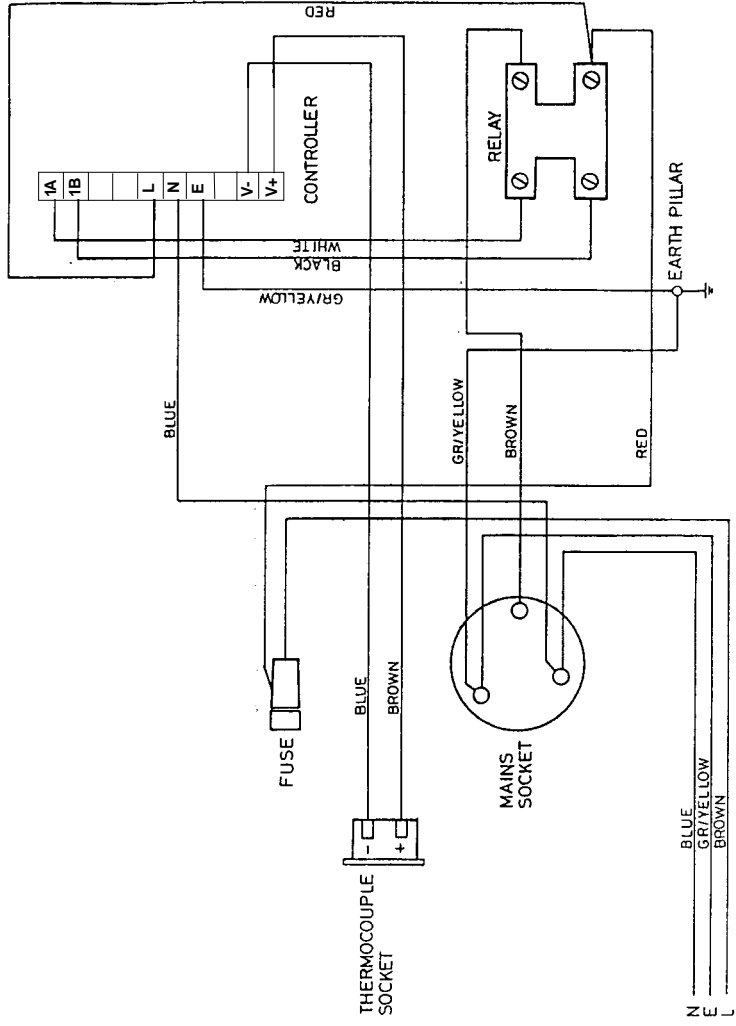 RED
CONTROLLER
1A
1B
L
N
E
V-
V+
RELAY
WHITE
BLACK
GR/YELLOW
EARTH PILLAR
BLUE
GR/YELLOW
BROWN
RED
FUSE
BLUE
BROWN
MAINS
SOCKET
THERMOCOUPLE
SOCKET
-
+
BLUE
GR/YELLOW
BROWN
N
E
L